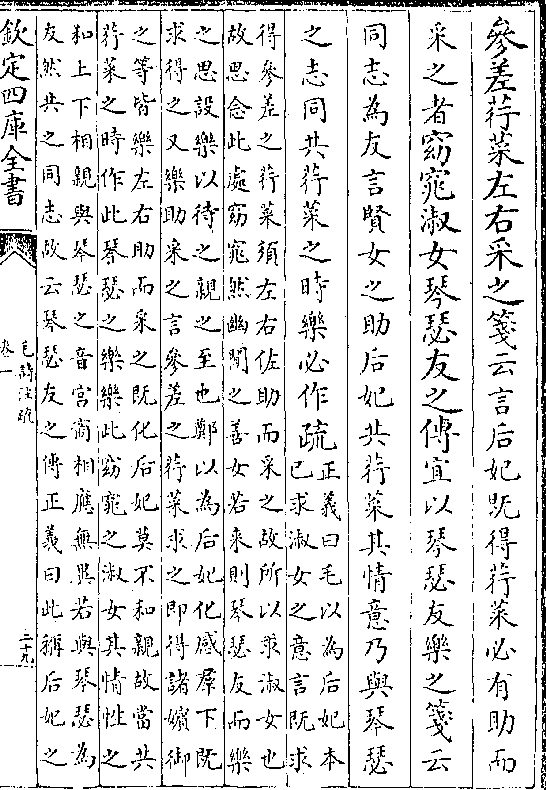 參差荇菜左右采之箋云言后妃既得荇菜必有助而
采之者窈窕淑女琴瑟友之傳宜以琴瑟友樂之箋云
同志為友言賢女之助后妃共荇菜其情意乃與琴瑟
之志同共荇菜之時樂必作疏
正義曰毛以為后妃本
已求淑女之意言既求
得參差之荇菜須左右佐助而采之故所以求淑女也
故思念此處窈窕然幽閒之善女若來則琴瑟友而樂
之思設樂以待之親之至也鄭以為后妃化感羣下既
求得之又樂助采之言參差之荇菜求之即得諸嬪御
之等皆樂左右助而采之既化后妃莫不和親故當共
荇菜之時作此琴瑟之樂樂此窈窕之淑女其情性之
和上下相親與琴瑟之音宮商相應無異若與琴瑟為
友然共之同志故云琴瑟友之傳正義曰此稱后妃之
欽定四庫全書
毛詩注疏
卷一
二十九